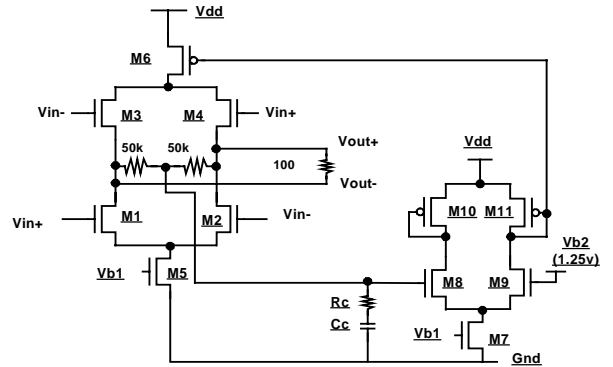 Vdd
M6
Vin-
M3
M4
Vin+
50k
50k
Vout+
100
Vdd
Vout-
M1
M2
M10
M11
Vin+
Vin-
Vb2
(1.25v)
Vb1
M5
M8
M9
Rc
Cc
Vb1
M7
Gnd